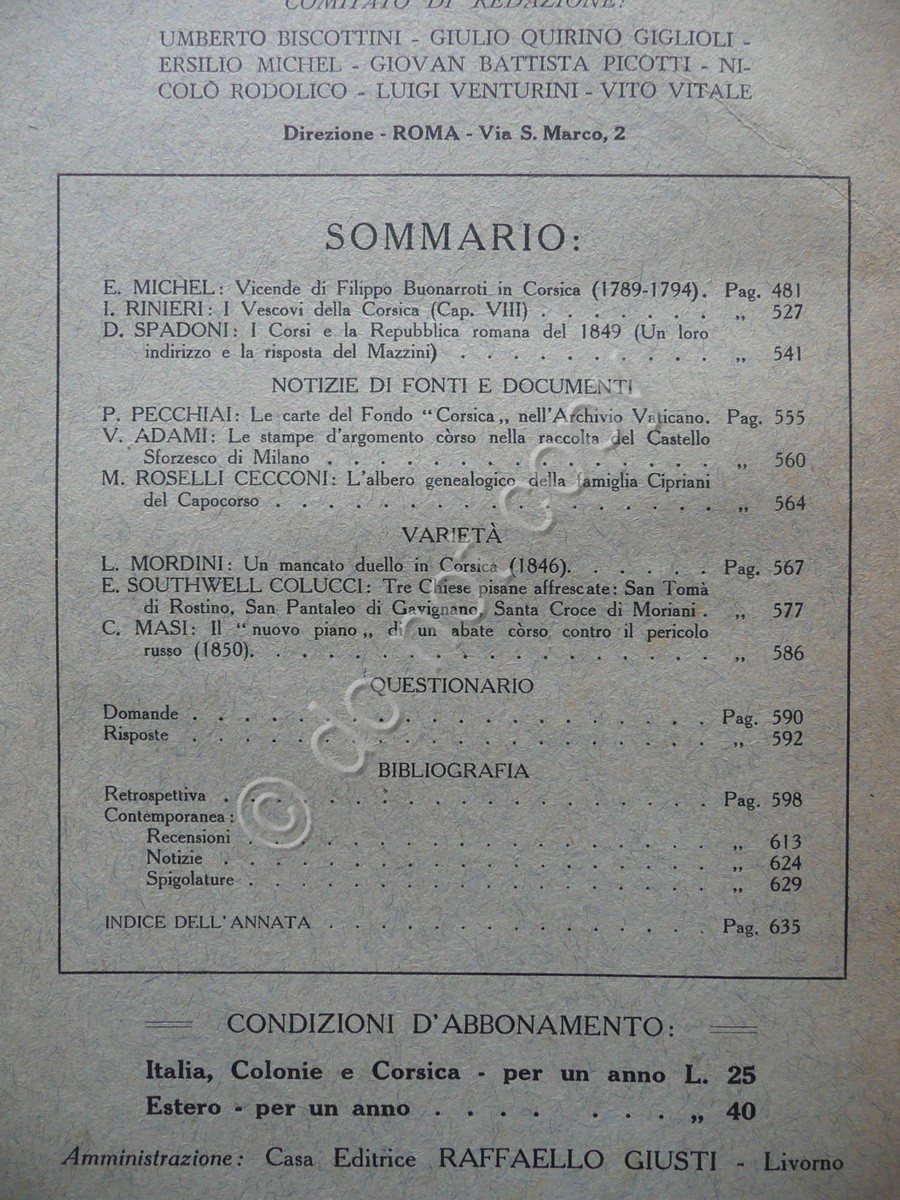 COMITATO DI REDAZIONE:
UMBERTO BISCOTTINI - GIULIO QUIRINO GIGLIOLI -
ERSILIO MICHEL - GIOVAN BATTISTA PICOTTI - NI-
COLÒ RODOLICO - LUIGI VENTURINI - VITO VITALE
Direzione - ROMA - Via S. Marco, 2
SOMMARIO:
E. MICHEL: Vicende di Filippo Buonarroti in Corsica (1789-1794). Pag. 481
I. RINIERI: I Vescovi della Corsica (Cap. VIII) . . . . . . . „ 527
D. SPADONI: I Corsi e la Repubblica romana del 1849 (Un loro
indirizzo e la risposta del Mazzini) . . . . . . . . . . „ 541
NOTIZIE DI FONTI E DOCUMENTI
P. PECCHIAI: Le carte del Fondo “Corsica„ nell'Archivio Vaticano. Pag. 555
V. ADAMI: Le stampe d'argomento còrso nella raccolta del Castello
Sforzesco di Milano . . . . . . . . . . . . . . . „ 560
M. ROSELLI CECCONI: L'albero genealogico della famiglia Cipriani
del Capocorso . . . . . . . . . . . . . . . . . „ 564
VARIETÀ
L. MORDINI: Un mancato duello in Corsica (1846). . . . . . Pag. 567
E. SOUTHWELL COLUCCI: Tre Chiese pisane affrescate: San Tomà
di Rostino, San Pantaleo di Gavignano, Santa Croce di Moriani . „ 577
C. MASI: Il “nuovo piano„ di un abate còrso contro il pericolo
russo (1850). . . . . . . . . . . . . . . . . . „ 586
QUESTIONARIO
Domande . . . . . . . . . . . . . . . . . . . . Pag. 590
Risposte . . . . . . . . . . . . . . . . . . . . „ 592
BIBLIOGRAFIA
Retrospettiva . . . . . . . . . . . . . . . . . . . Pag. 598
Contemporanea:
Recensioni . . . . . . . . . . . . . . . . . . „ 613
Notizie . . . . . . . . . . . . . . . . . . . „ 624
Spigolature . . . . . . . . . . . . . . . . . . „ 629
INDICE DELL'ANNATA . . . . . . . . . . . . . . . Pag. 635
CONDIZIONI D'ABBONAMENTO:
Italia, Colonie e Corsica - per un anno L. 25
Estero - per un anno . . . . . . . . „ 40
Amministrazione: Casa Editrice RAFFAELLO GIUSTI - Livorno